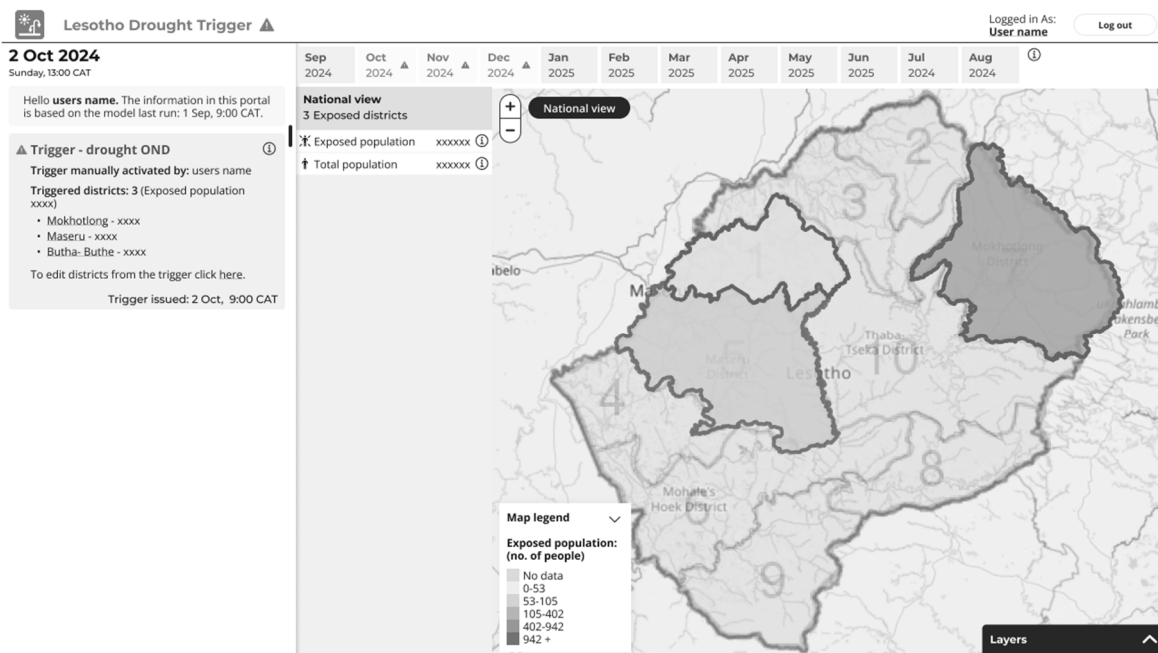 Lesotho Drought Trigger
Logged in As:
User name
Log out
2 Oct 2024
Sunday, 13:00 CAT
Hello users name. The information in this portal
is based on the model last run: 1 Sep, 9:00 CAT.
Trigger - drought OND
Trigger manually activated by: users name
Triggered districts: 3 (Exposed population
xxxx)
• Mokhotlong - xxxx
• Maseru - xxxx
• Butha- Buthe - xxxx
To edit districts from the trigger click here.
Trigger issued: 2 Oct, 9:00 CAT
Sep
2024
Oct
2024
Nov
2024
Dec
2024
Jan
2025
Feb
2025
Mar
2025
Apr
2025
May
2025
Jun
2025
Jul
2024
Aug
2024
National view
3 Exposed districts
Exposed population xxxxxx
Total population xxxxxx
+
−
National view
2
3
1
Mokhotlong
District
abelo
Thaba-
Tseka District
10
Maseru
District
5
Lesotho
4
8
Mohale's
Hoek District
9
Park
Map legend
Exposed population:
(no. of people)
No data
0-53
53-105
105-402
402-942
942 +
Layers